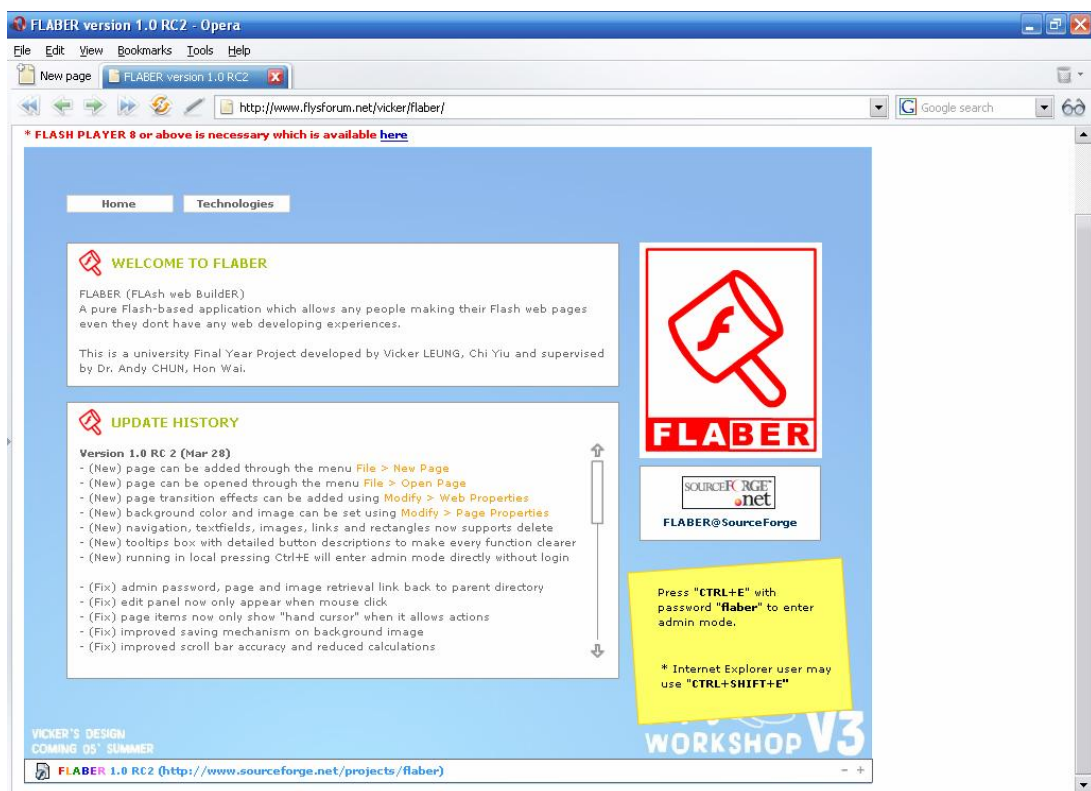 FLABER version 1.0 RC2 - Opera
File Edit View Bookmarks Tools Help
New page FLABER version 1.0 RC2
http://www.flysforum.net/vicker/flaber/ Google search
* FLASH PLAYER 8 or above is necessary which is available here
Home Technologies
WELCOME TO FLABER
FLABER (FLAsh web BuildER)
A pure Flash-based application which allows any people making their Flash web pages
even they dont have any web developing experiences.
This is a university Final Year Project developed by Vicker LEUNG, Chi Yiu and supervised
by Dr. Andy CHUN, Hon Wai.
UPDATE HISTORY
Version 1.0 RC 2 (Mar 28)
- (New) page can be added through the menu File > New Page
- (New) page can be opened through the menu File > Open Page
- (New) page transition effects can be added using Modify > Web Properties
- (New) background color and image can be set using Modify > Page Properties
- (New) navigation, textfields, images, links and rectangles now supports delete
- (New) tooltips box with detailed button descriptions to make every function clearer
- (New) running in local pressing Ctrl+E will enter admin mode directly without login
- (Fix) admin password, page and image retrieval link back to parent directory
- (Fix) edit panel now only appear when mouse click
- (Fix) page items now only show "hand cursor" when it allows actions
- (Fix) improved saving mechanism on background image
- (Fix) improved scroll bar accuracy and reduced calculations
FLABER
SOURCEFORGE
.net
FLABER@SourceForge
Press "CTRL+E" with
password "flaber" to enter
admin mode.
* Internet Explorer user may
use "CTRL+SHIFT+E"
VICKER'S DESIGN
COMING 05' SUMMER
WORKSHOP V3
FLABER 1.0 RC2 (http://www.sourceforge.net/projects/flaber) - +